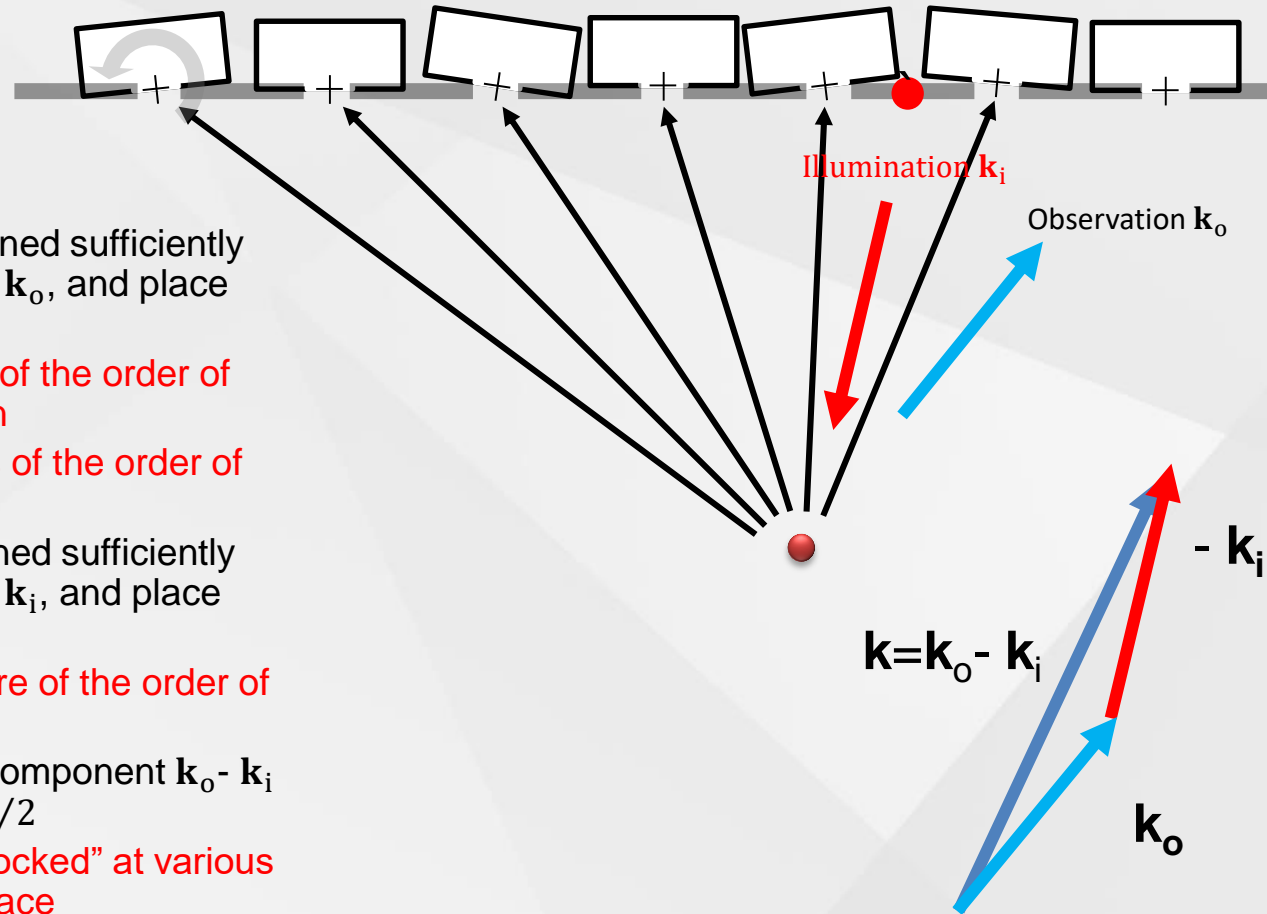 Illumination kᵢ
Observation kₒ
ned sufficiently
kₒ, and place
of the order of
n
of the order of
ned sufficiently
kᵢ, and place
re of the order of
omponent kₒ- kᵢ
/2
ocked” at various
ace
- kᵢ
k=kₒ- kᵢ
kₒ